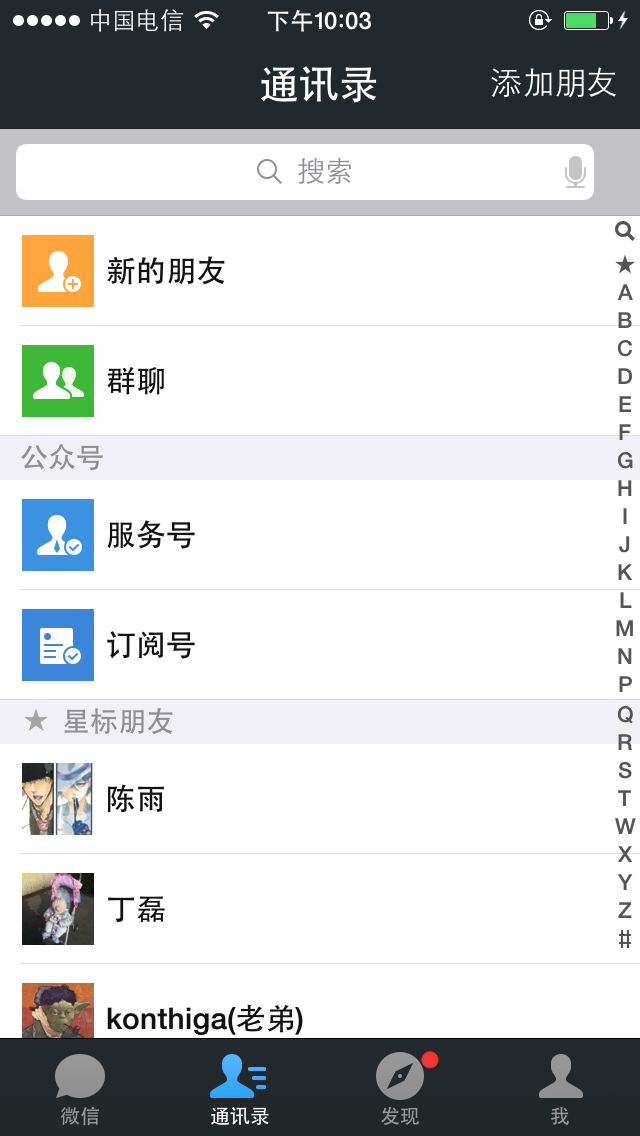 中国电信 下午10:03
通讯录 添加朋友
搜索
新的朋友
群聊
公众号
服务号
订阅号
★ 星标朋友
陈雨
丁磊
konthiga(老弟)
★
A
B
C
D
E
F
G
H
I
J
K
L
M
N
P
Q
R
S
T
W
X
Y
Z
#
微信 通讯录 发现 我